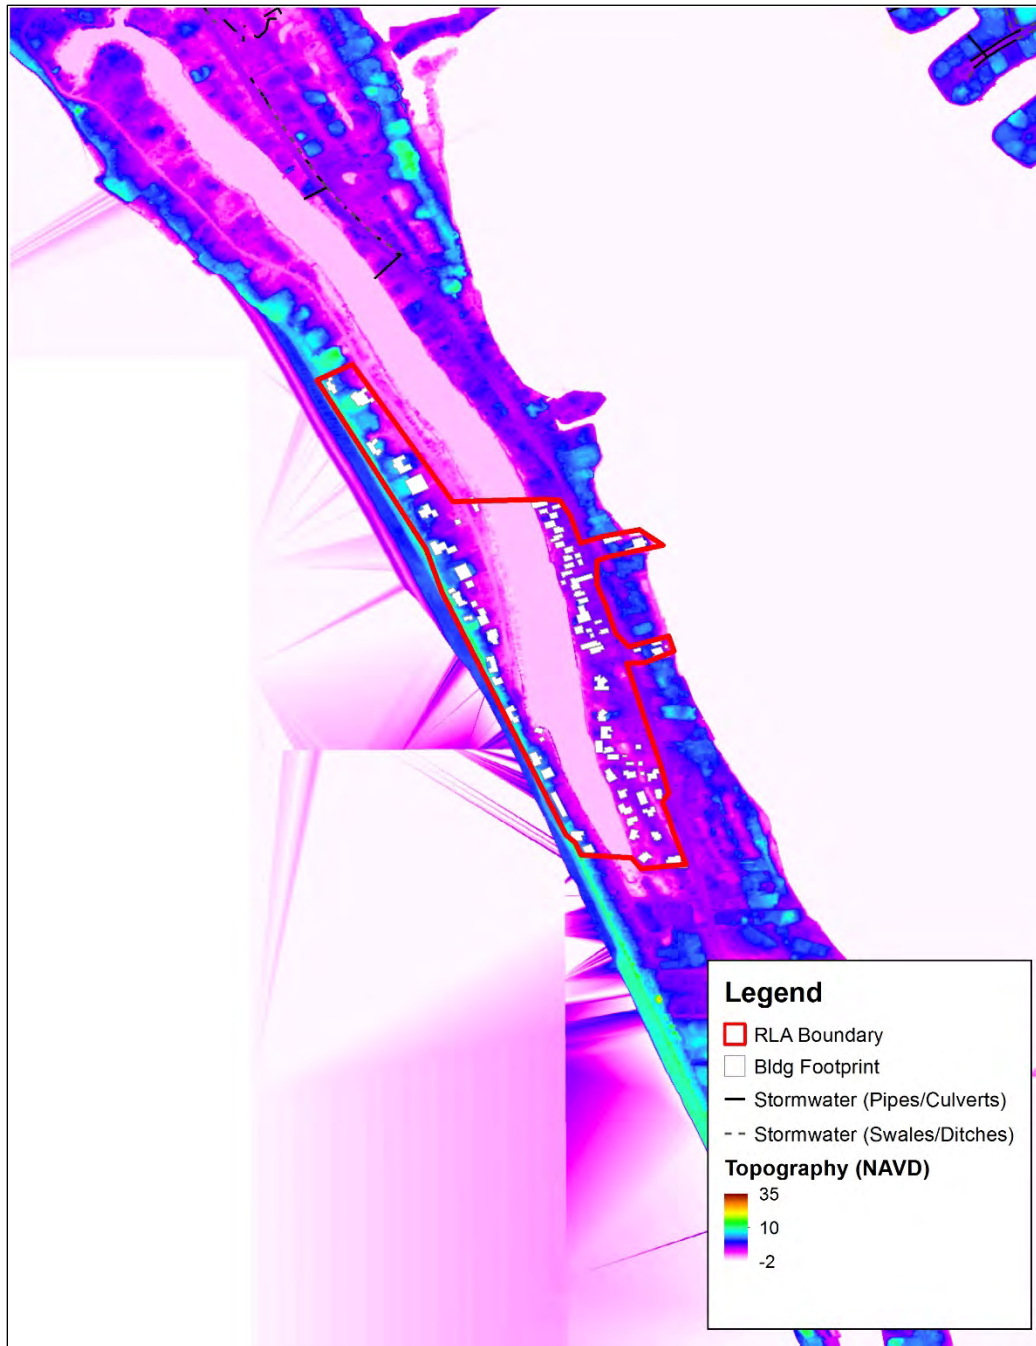 Legend
RLA Boundary
Bldg Footprint
Stormwater (Pipes/Culverts)
Stormwater (Swales/Ditches)
Topography (NAVD)
35
10
-2